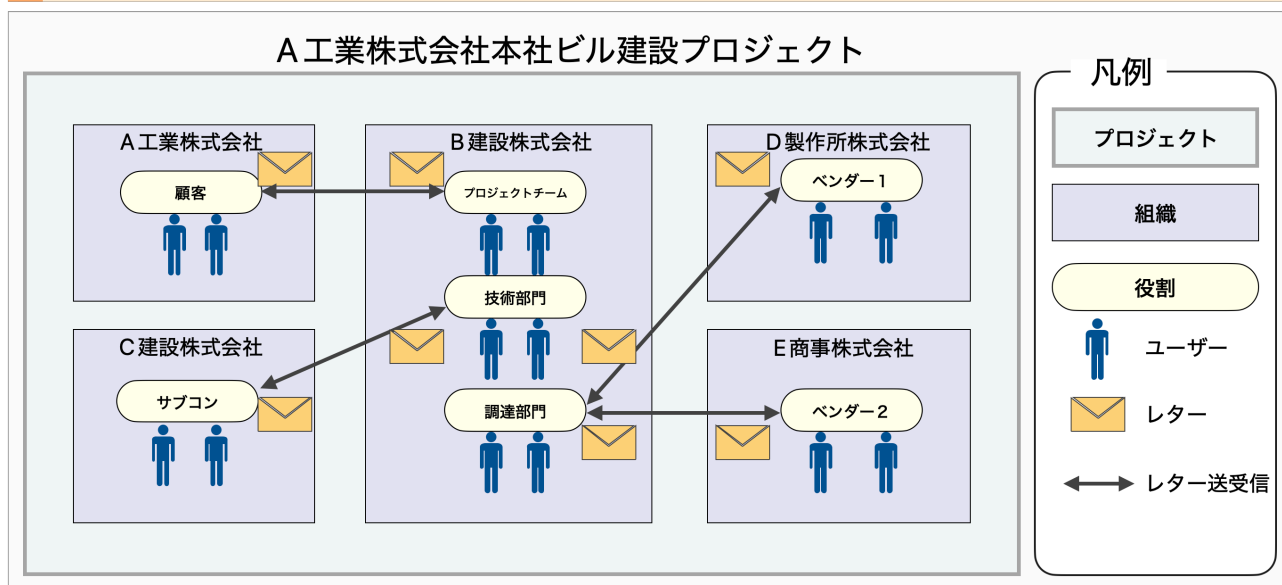 A工業株式会社本社ビル建設プロジェクト
A工業株式会社
顧客
B建設株式会社
プロジェクトチーム
技術部門
調達部門
C建設株式会社
サブコン
D製作所株式会社
ベンダー1
E商事株式会社
ベンダー2
凡例
プロジェクト
組織
役割
ユーザー
レター
レター送受信